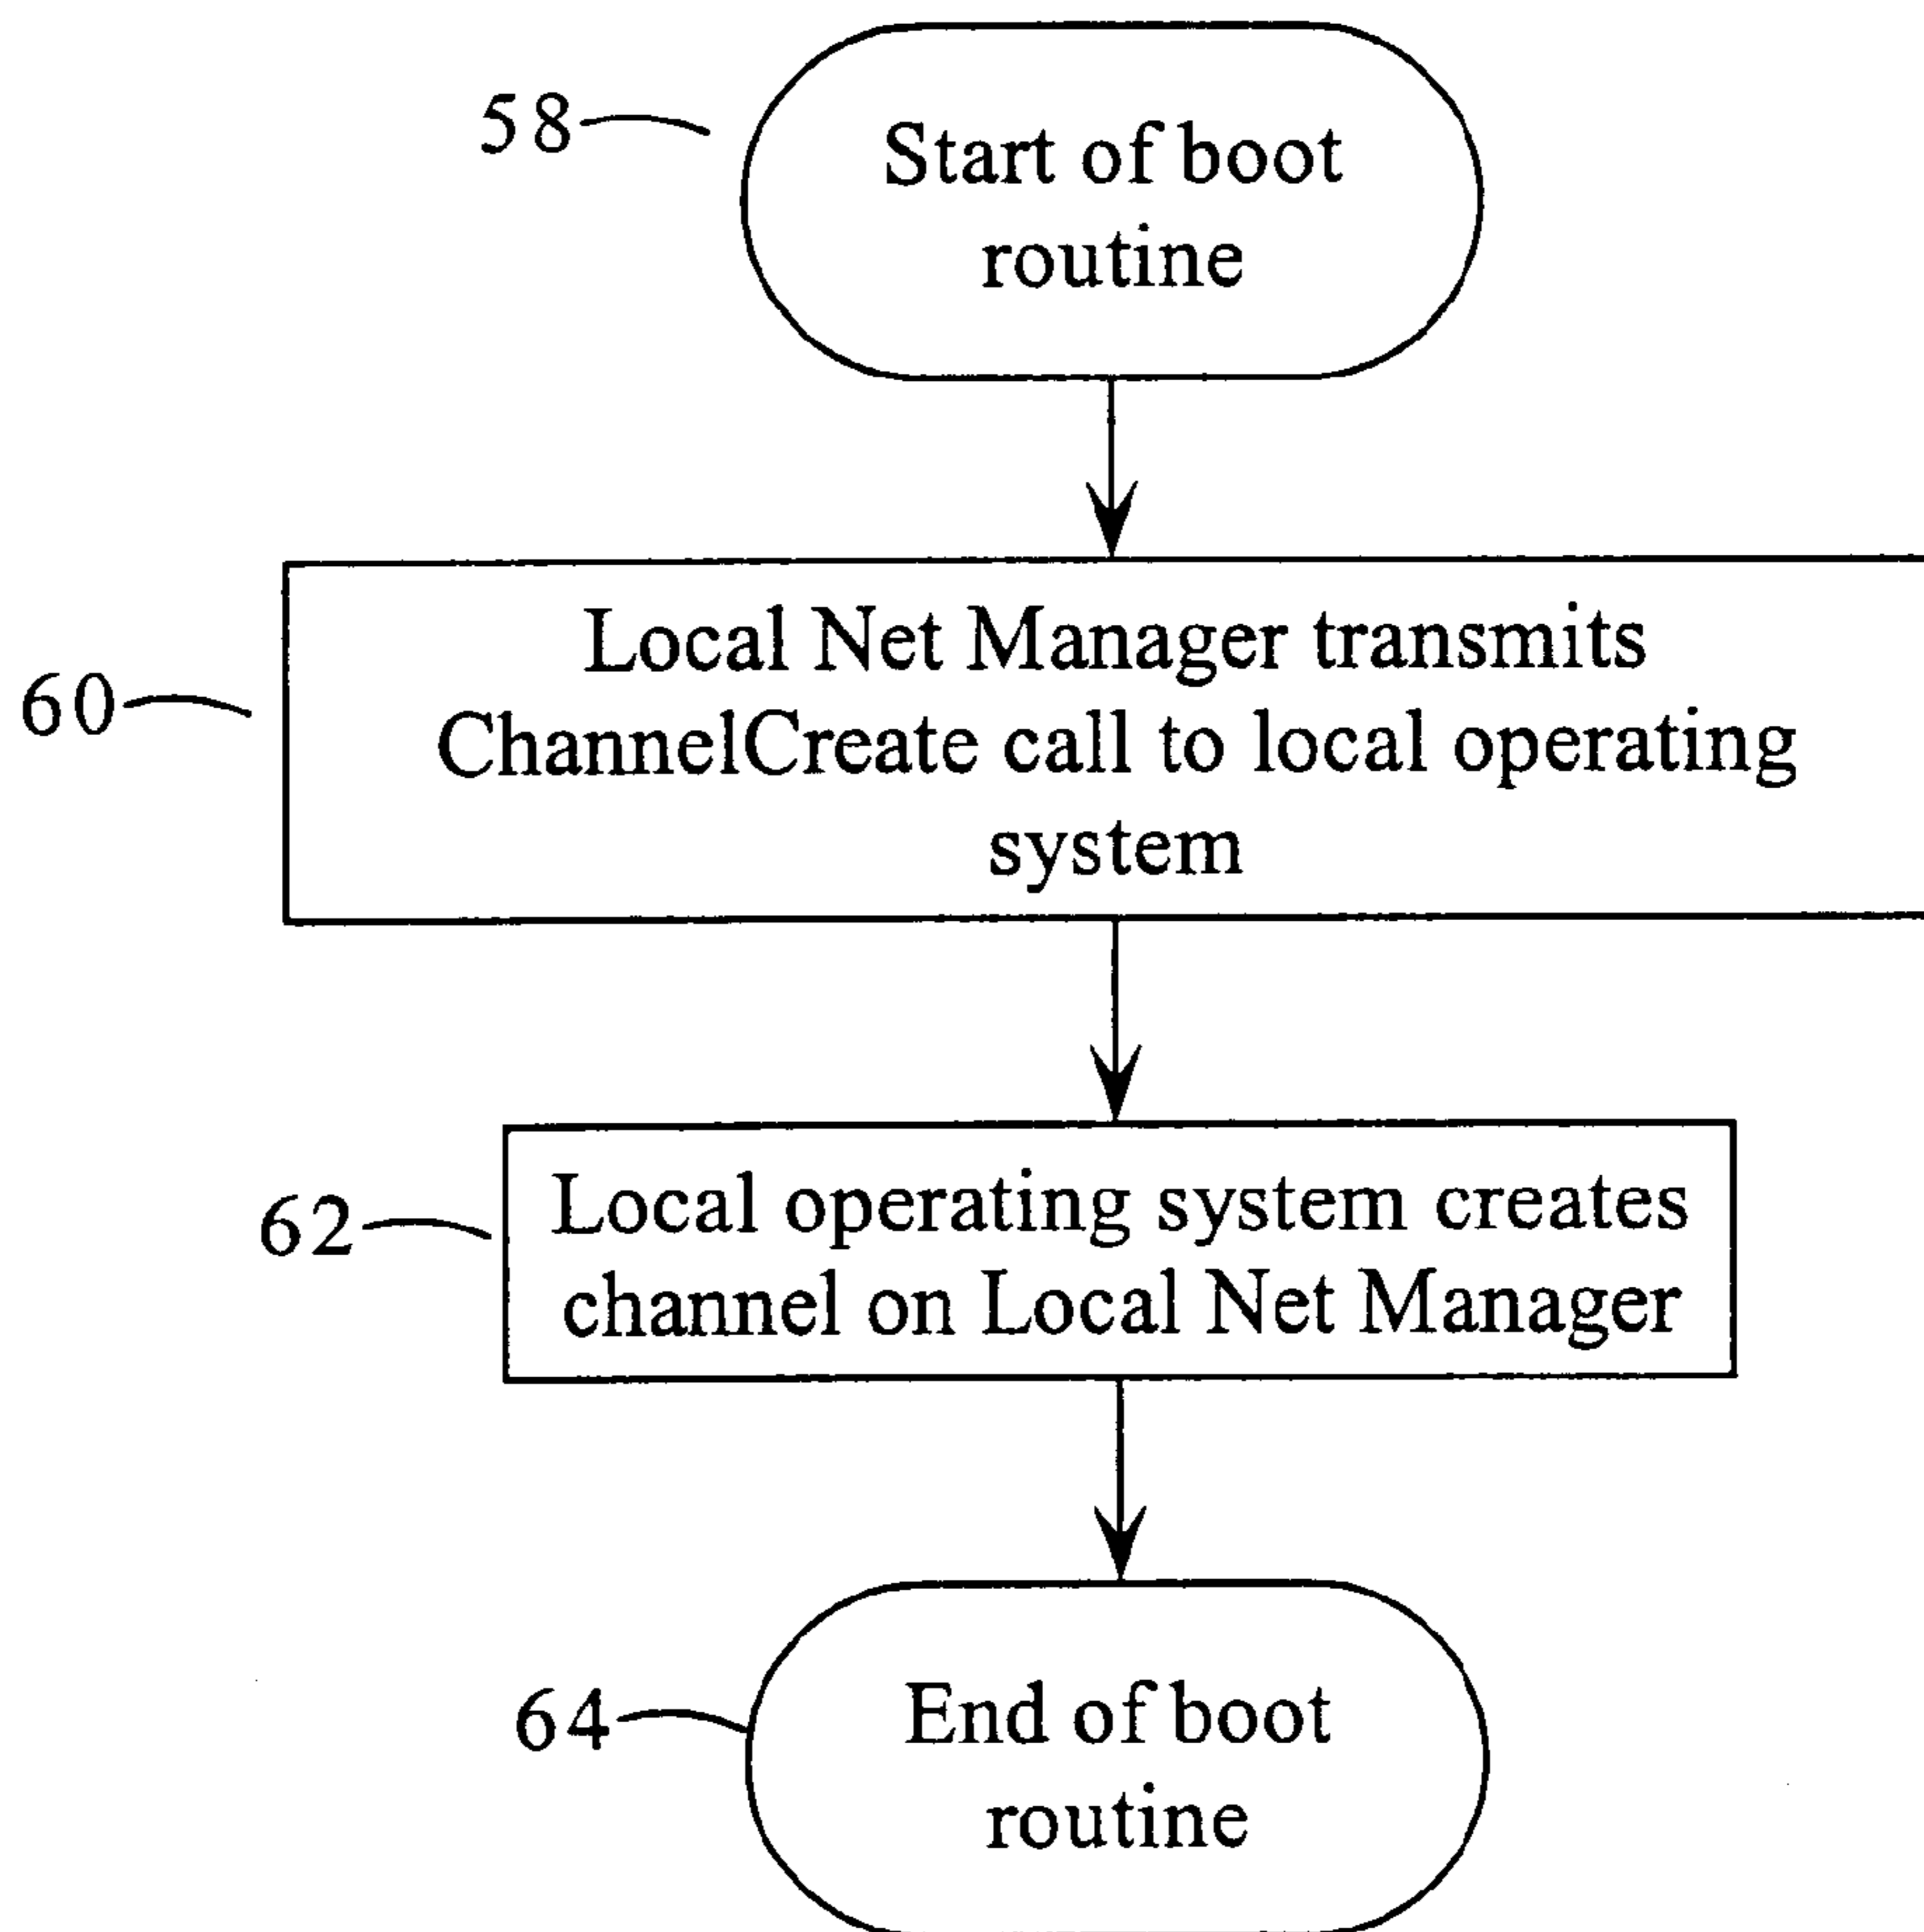 58
Start of boot
routine
60
Local Net Manager transmits
ChannelCreate call to local operating
system
62
Local operating system creates
channel on Local Net Manager
64
End of boot
routine